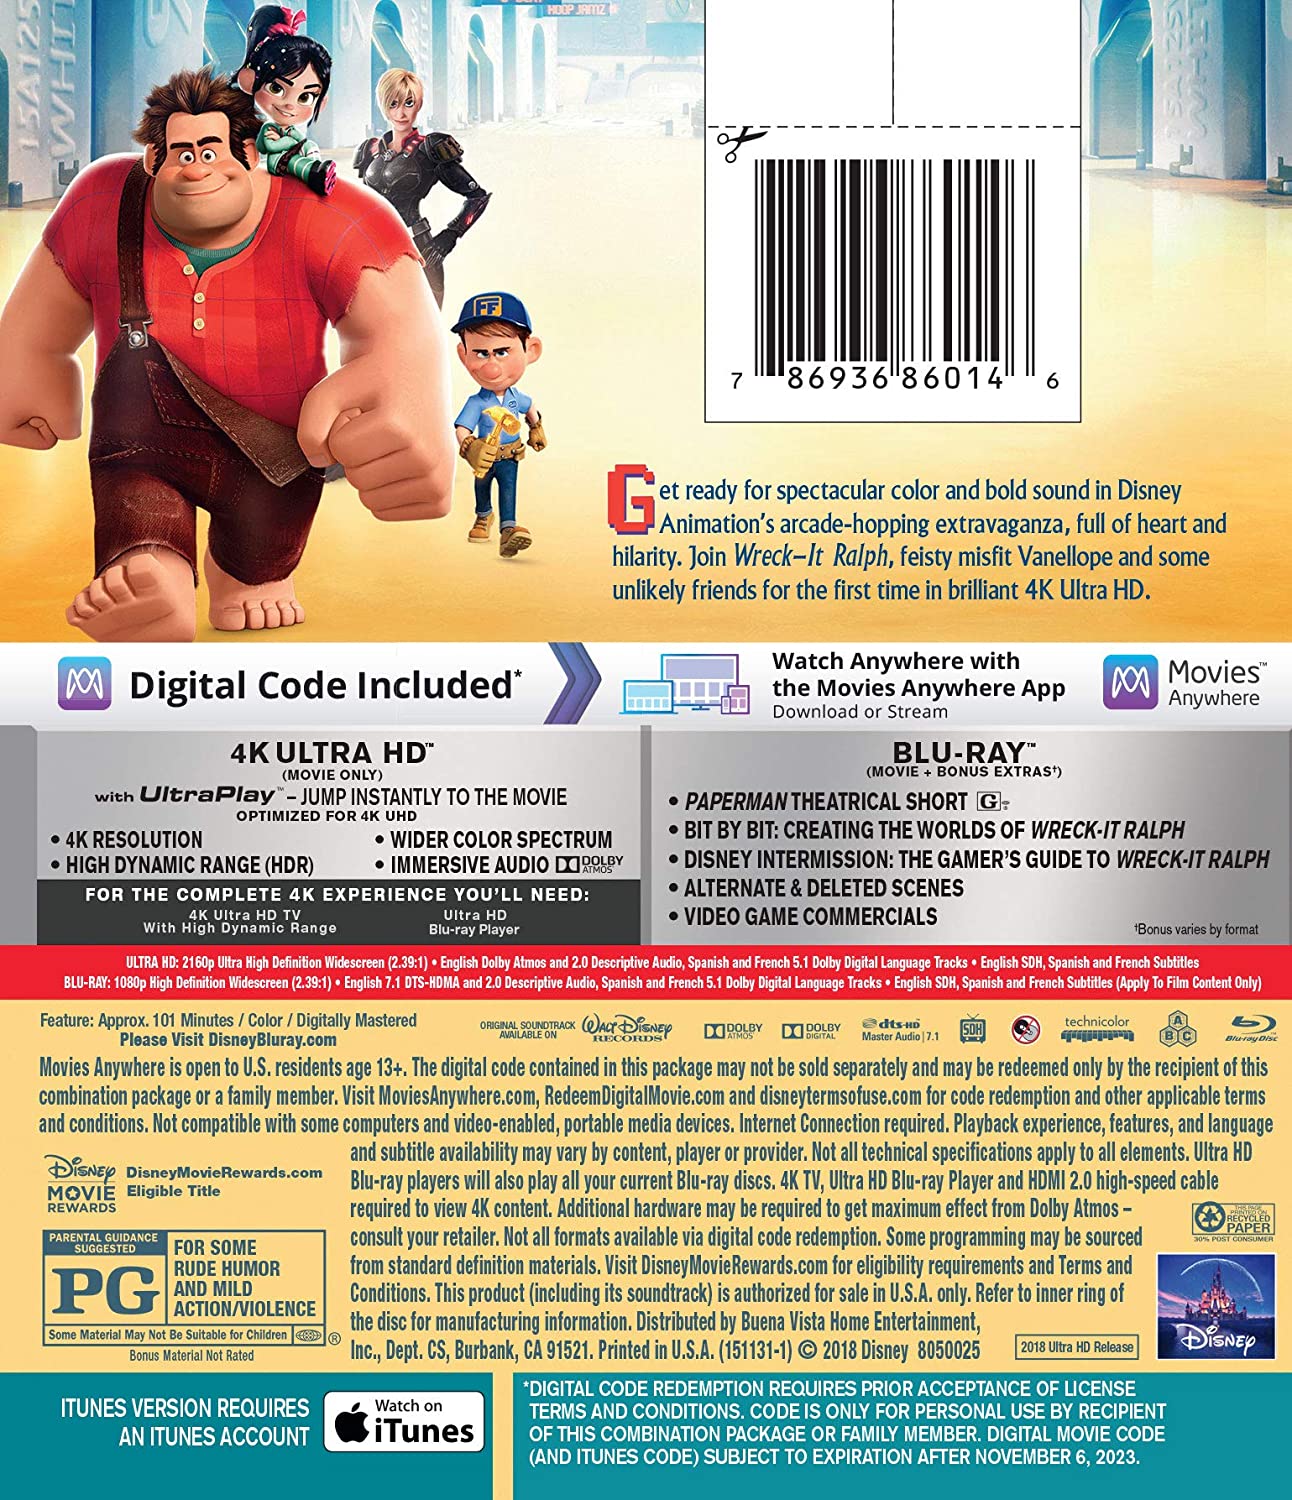 HOOP JAMZ II
15A125
WHIT
FF
7 86936 86014 6
Get ready for spectacular color and bold sound in Disney
Animation's arcade-hopping extravaganza, full of heart and
hilarity. Join Wreck-It Ralph, feisty misfit Vanellope and some
unlikely friends for the first time in brilliant 4K Ultra HD.
Digital Code Included*
Watch Anywhere with
the Movies Anywhere App
Download or Stream
Movies™
Anywhere
4K ULTRA HD™
(MOVIE ONLY)
with UltraPlay™ – JUMP INSTANTLY TO THE MOVIE
OPTIMIZED FOR 4K UHD
• 4K RESOLUTION
• WIDER COLOR SPECTRUM
• HIGH DYNAMIC RANGE (HDR)
• IMMERSIVE AUDIO DOLBY ATMOS
FOR THE COMPLETE 4K EXPERIENCE YOU'LL NEED:
4K Ultra HD TV
With High Dynamic Range
Ultra HD
Blu-ray Player
BLU-RAY™
(MOVIE + BONUS EXTRAS†)
• PAPERMAN THEATRICAL SHORT G
• BIT BY BIT: CREATING THE WORLDS OF WRECK-IT RALPH
• DISNEY INTERMISSION: THE GAMER'S GUIDE TO WRECK-IT RALPH
• ALTERNATE & DELETED SCENES
• VIDEO GAME COMMERCIALS
†Bonus varies by format
ULTRA HD: 2160p Ultra High Definition Widescreen (2.39:1) • English Dolby Atmos and 2.0 Descriptive Audio, Spanish and French 5.1 Dolby Digital Language Tracks • English SDH, Spanish and French Subtitles
BLU-RAY: 1080p High Definition Widescreen (2.39:1) • English 7.1 DTS-HDMA and 2.0 Descriptive Audio, Spanish and French 5.1 Dolby Digital Language Tracks • English SDH, Spanish and French Subtitles (Apply To Film Content Only)
Feature: Approx. 101 Minutes / Color / Digitally Mastered
Please Visit DisneyBluray.com
ORIGINAL SOUNDTRACK
AVAILABLE ON
WALT DISNEY
RECORDS
DOLBY
ATMOS
DOLBY
DIGITAL
dts-HD
Master Audio | 7.1
SDH
technicolor
A
B C
Blu-ray Disc
Movies Anywhere is open to U.S. residents age 13+. The digital code contained in this package may not be sold separately and may be redeemed only by the recipient of this
combination package or a family member. Visit MoviesAnywhere.com, RedeemDigitalMovie.com and disneytermsofuse.com for code redemption and other applicable terms
and conditions. Not compatible with some computers and video-enabled, portable media devices. Internet Connection required. Playback experience, features, and language
and subtitle availability may vary by content, player or provider. Not all technical specifications apply to all elements. Ultra HD
Blu-ray players will also play all your current Blu-ray discs. 4K TV, Ultra HD Blu-ray Player and HDMI 2.0 high-speed cable
required to view 4K content. Additional hardware may be required to get maximum effect from Dolby Atmos –
consult your retailer. Not all formats available via digital code redemption. Some programming may be sourced
from standard definition materials. Visit DisneyMovieRewards.com for eligibility requirements and Terms and
Conditions. This product (including its soundtrack) is authorized for sale in U.S.A. only. Refer to inner ring of
the disc for manufacturing information. Distributed by Buena Vista Home Entertainment,
Inc., Dept. CS, Burbank, CA 91521. Printed in U.S.A. (151131-1) © 2018 Disney 8050025
DISNEY
MOVIE
REWARDS
DisneyMovieRewards.com
Eligible Title
PARENTAL GUIDANCE
SUGGESTED
PG
FOR SOME
RUDE HUMOR
AND MILD
ACTION/VIOLENCE
Some Material May Not Be Suitable for Children
®
Bonus Material Not Rated
THIS PAGE
PRINTED ON
RECYCLED
PAPER
30% POST CONSUMER
2018 Ultra HD Release
DISNEY
ITUNES VERSION REQUIRES
AN ITUNES ACCOUNT
Watch on
iTunes
*DIGITAL CODE REDEMPTION REQUIRES PRIOR ACCEPTANCE OF LICENSE
TERMS AND CONDITIONS. CODE IS ONLY FOR PERSONAL USE BY RECIPIENT
OF THIS COMBINATION PACKAGE OR FAMILY MEMBER. DIGITAL MOVIE CODE
(AND ITUNES CODE) SUBJECT TO EXPIRATION AFTER NOVEMBER 6, 2023.